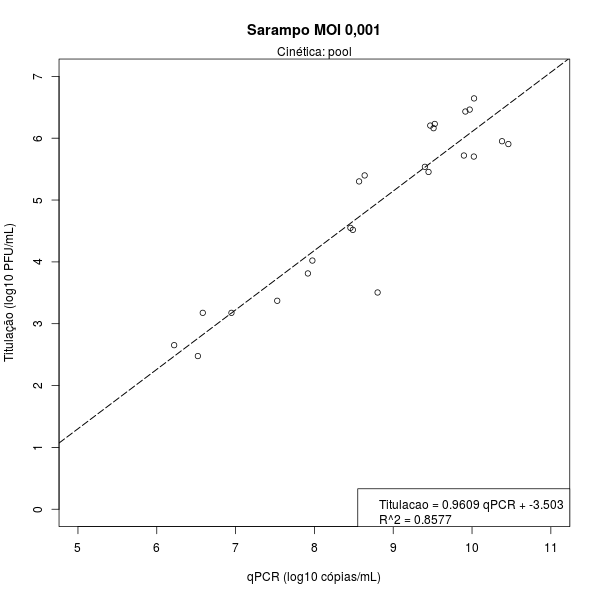 Sarampo MOI 0,001
Cinética: pool
Titulação (log10 PFU/mL)
7
6
5
4
3
2
1
0
Titulacao = 0.9609 qPCR + -3.503
R^2 = 0.8577
5 6 7 8 9 10 11
qPCR (log10 cópias/mL)